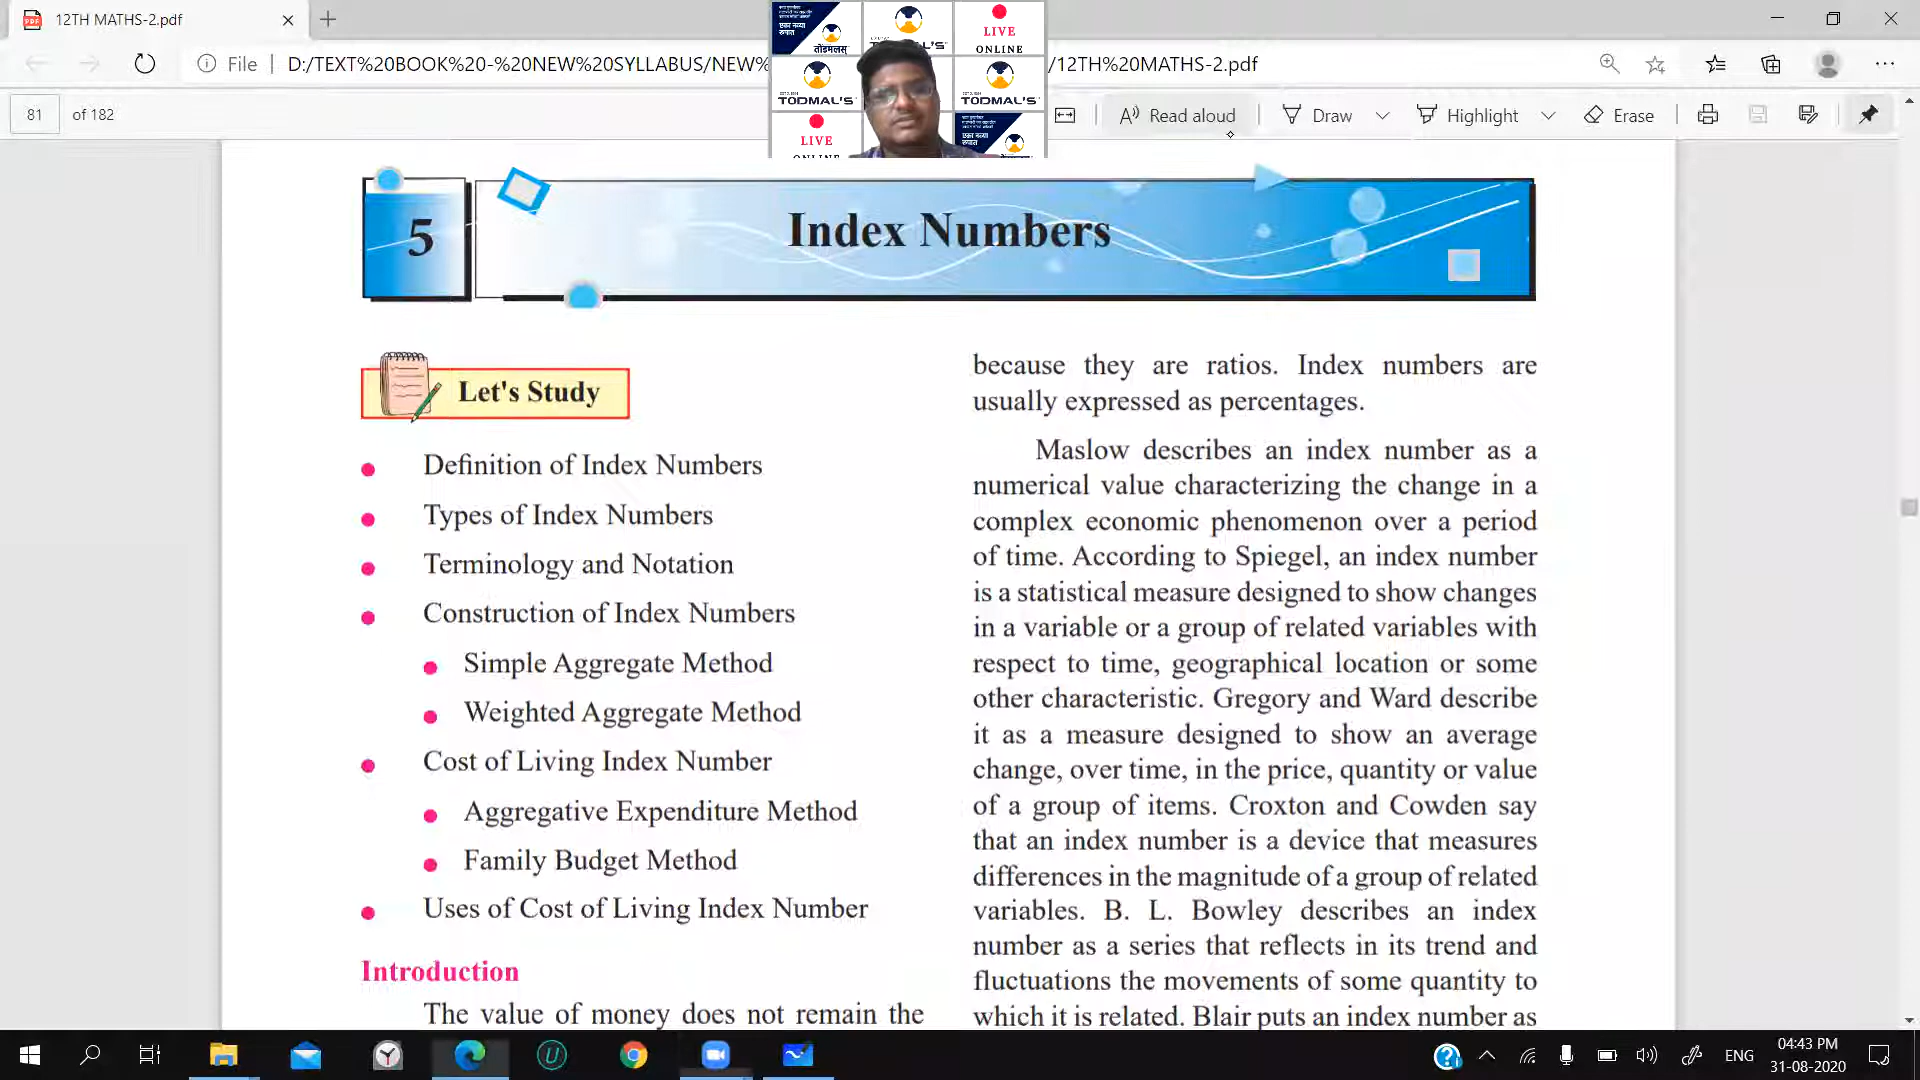 12TH MATHS-2.pdf
File
D:/TEXT%20BOOK%20-%20NEW%20SYLLABUS/NEW%
/12TH%20MATHS-2.pdf
81 of 182
Read aloud
Draw
Highlight
Erase
तोडमलस्
LIVE
ONLINE
TODMAL'S
TODMAL'S
LIVE
5
Index Numbers
Let's Study
Definition of Index Numbers
Types of Index Numbers
Terminology and Notation
Construction of Index Numbers
Simple Aggregate Method
Weighted Aggregate Method
Cost of Living Index Number
Aggregative Expenditure Method
Family Budget Method
Uses of Cost of Living Index Number
Introduction
The value of money does not remain the
because they are ratios. Index numbers are
usually expressed as percentages.
Maslow describes an index number as a
numerical value characterizing the change in a
complex economic phenomenon over a period
of time. According to Spiegel, an index number
is a statistical measure designed to show changes
in a variable or a group of related variables with
respect to time, geographical location or some
other characteristic. Gregory and Ward describe
it as a measure designed to show an average
change, over time, in the price, quantity or value
of a group of items. Croxton and Cowden say
that an index number is a device that measures
differences in the magnitude of a group of related
variables. B. L. Bowley describes an index
number as a series that reflects in its trend and
fluctuations the movements of some quantity to
which it is related. Blair puts an index number as
ENG
04:43 PM
31-08-2020